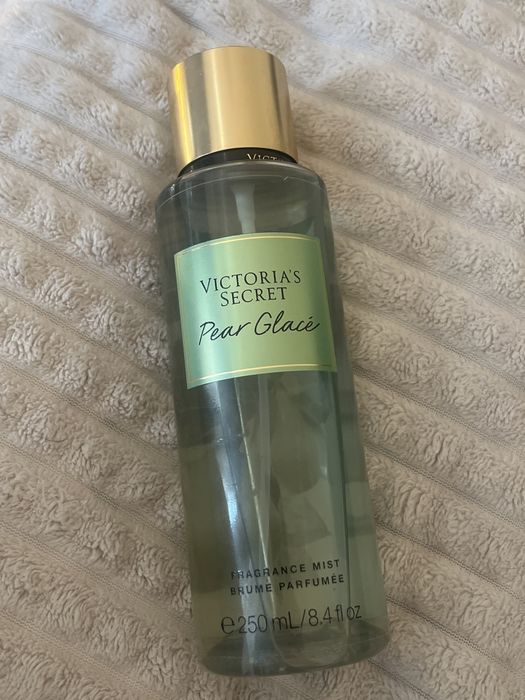 VICTORIA'S
SECRET
Pear Glacé
FRAGRANCE MIST
BRUME PARFUMÉE
℮ 250 mL/8.4 fl oz